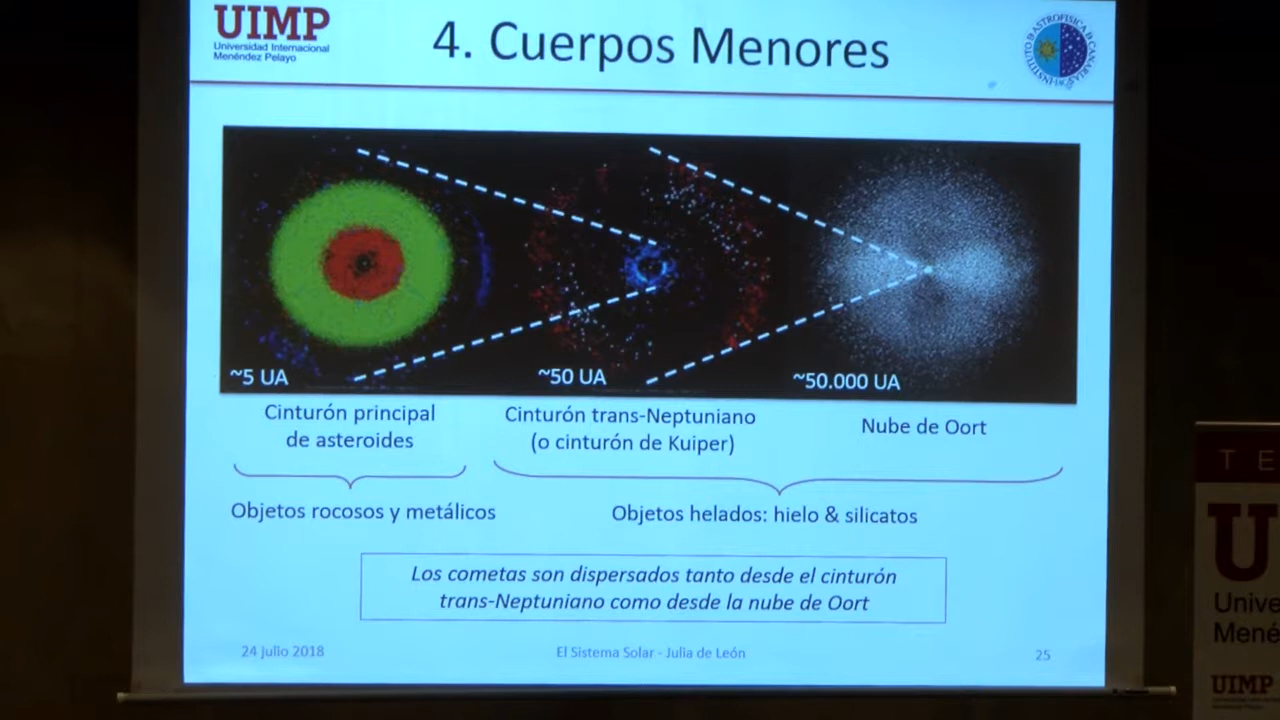 UIMP
Universidad Internacional
Menéndez Pelayo
4. Cuerpos Menores
~5 UA
~50 UA
~50.000 UA
Cinturón principal
de asteroides
Cinturón trans-Neptuniano
(o cinturón de Kuiper)
Nube de Oort
Objetos rocosos y metálicos
Objetos helados: hielo & silicatos
Los cometas son dispersados tanto desde el cinturón
trans-Neptuniano como desde la nube de Oort
24 julio 2018
El Sistema Solar - Julia de León
25
T E
U
Unive
Mené
UIMP